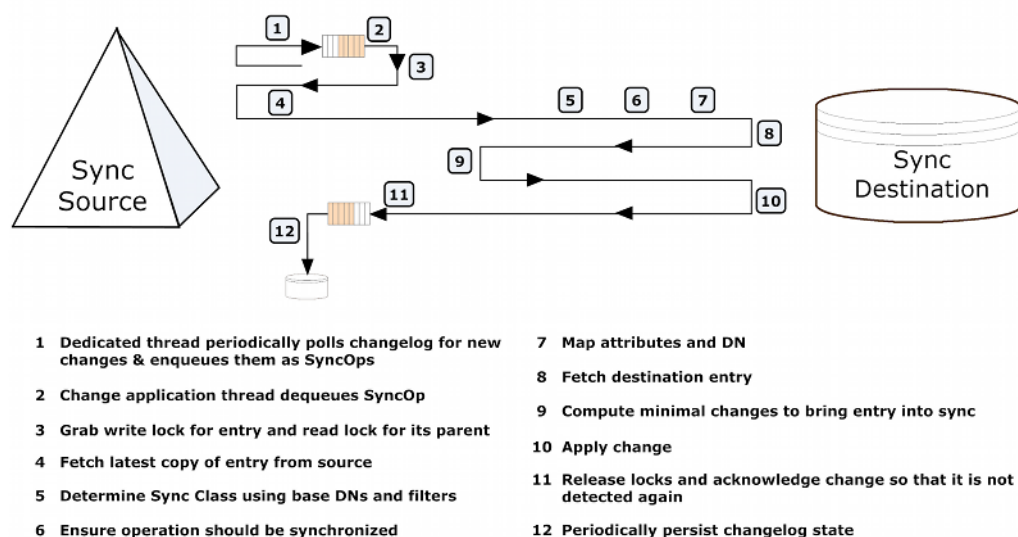 1
2
3
4
5
6
7
8
9
10
11
12
Sync
Source
Sync
Destination
1 Dedicated thread periodically polls changelog for new
changes & enqueues them as SyncOps
2 Change application thread dequeues SyncOp
3 Grab write lock for entry and read lock for its parent
4 Fetch latest copy of entry from source
5 Determine Sync Class using base DNs and filters
6 Ensure operation should be synchronized
7 Map attributes and DN
8 Fetch destination entry
9 Compute minimal changes to bring entry into sync
10 Apply change
11 Release locks and acknowledge change so that it is not
detected again
12 Periodically persist changelog state